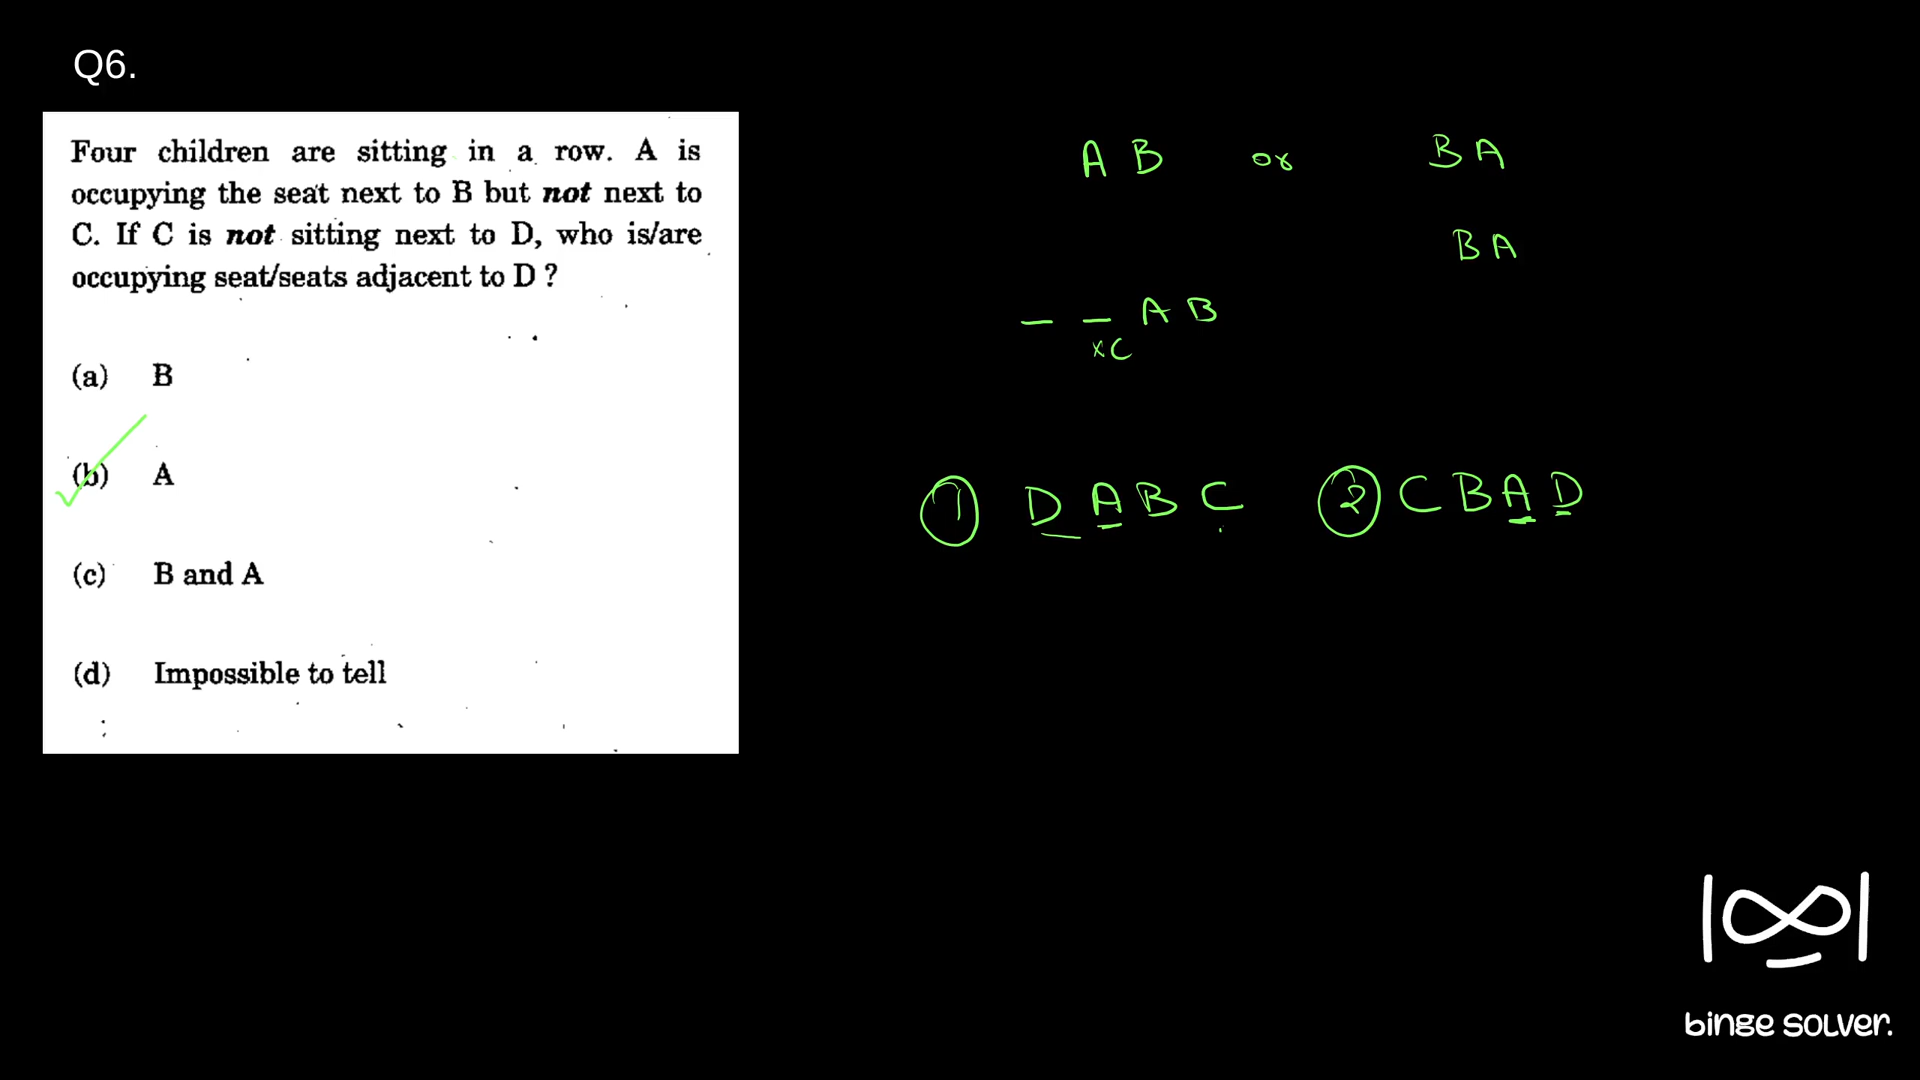 Q6.
Four children are sitting in a row. A is
occupying the seat next to B but not next to
C. If C is not sitting next to D, who is/are
occupying seat/seats adjacent to D ?
(a) B
(b) A
(c) B and A
(d) Impossible to tell
A B or B A
B A
_ _ A B
x C
1 D A B C 2 C B A D
binge solver.